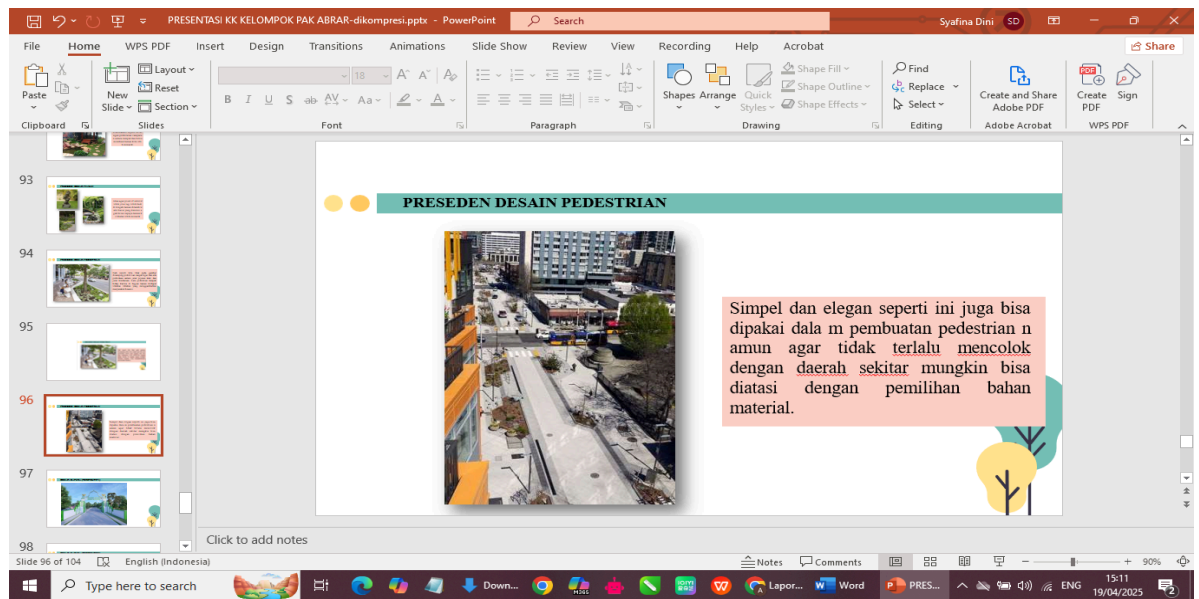 PRESENTASI KK KELOMPOK PAK ABRAR-dikompresi.pptx - PowerPoint
Search
Syafina Dini
SD
File Home WPS PDF Insert Design Transitions Animations Slide Show Review View Recording Help Acrobat
Share
Paste
Clipboard
New Slide
Layout
Reset
Section
Slides
18
B I U S ab AV Aa A
Font
Paragraph
Shapes Arrange Quick Styles
Shape Fill
Shape Outline
Shape Effects
Drawing
Find
Replace
Select
Editing
Create and Share Adobe PDF
Adobe Acrobat
Create PDF
Sign
WPS PDF
93
94
95
96
97
98
PRESEDEN DESAIN PEDESTRIAN
Simpel dan elegan seperti ini juga bisa
dipakai dala m pembuatan pedestrian n
amun agar tidak terlalu mencolok
dengan daerah sekitar mungkin bisa
diatasi dengan pemilihan bahan
material.
Click to add notes
Slide 96 of 104 English (Indonesia) Notes Comments 90%
Type here to search
Down... Lapor... Word PRES... ENG
15:11
19/04/2025
2